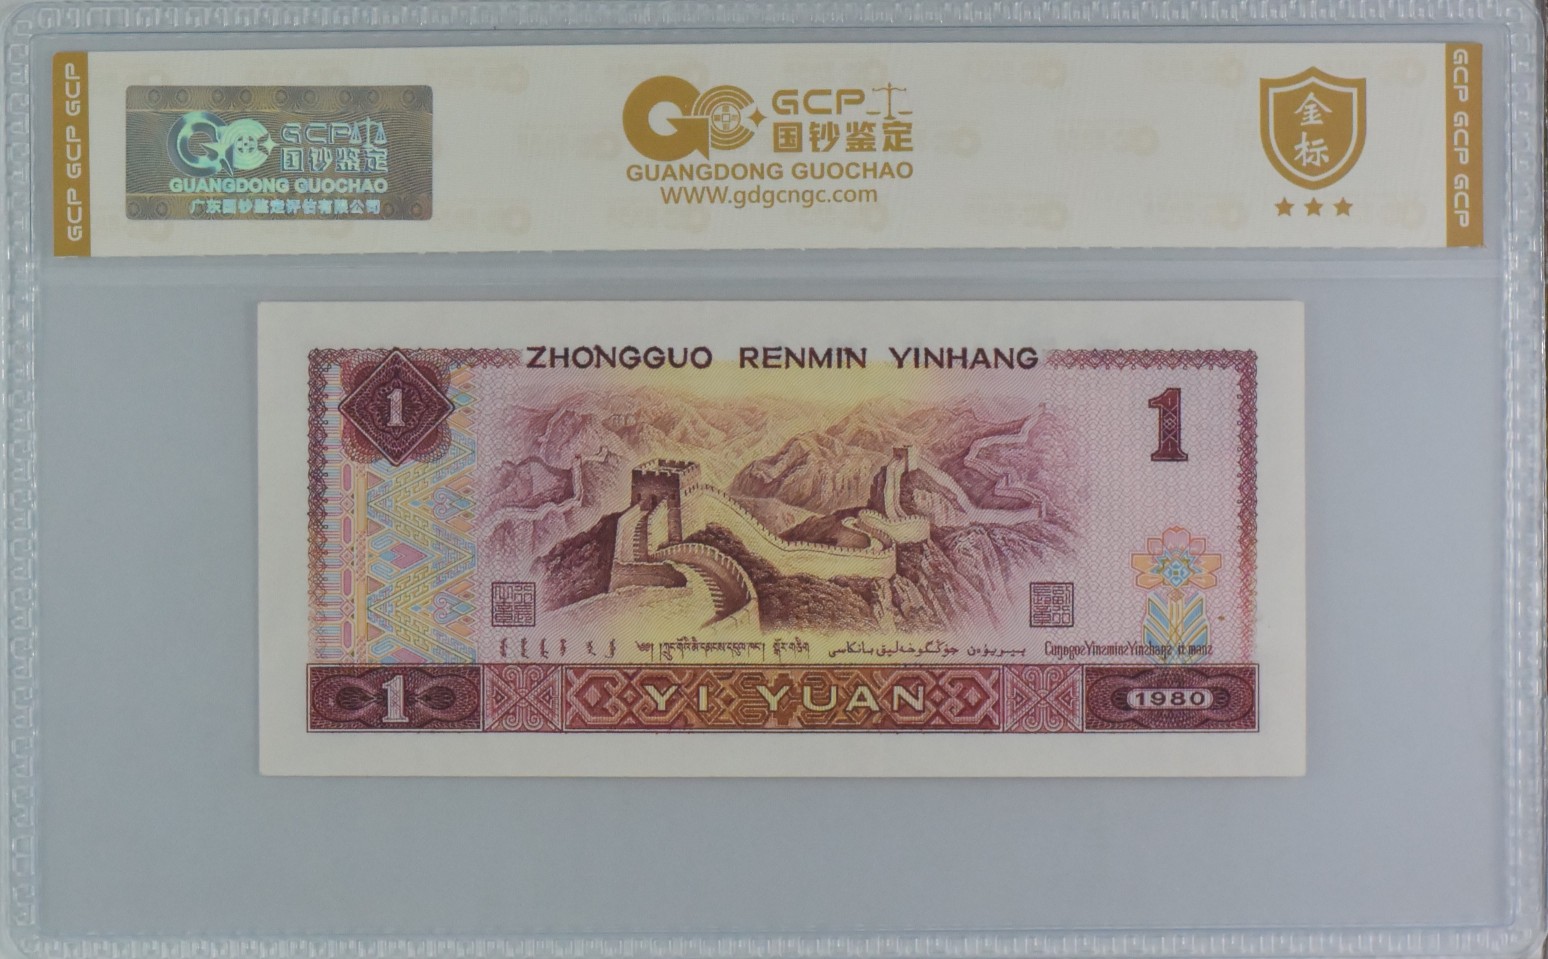 GCP GCP GCP
GCP
国钞鉴定
GUANGDONG GUOCHAO
广东国钞鉴定评估有限公司
GCP
国钞鉴定
GUANGDONG GUOCHAO
WWW.gdgcngc.com
金
标
GCP GCP GCP
ZHONGGUO RENMIN YINHANG
1
1
YI YUAN
1
1980